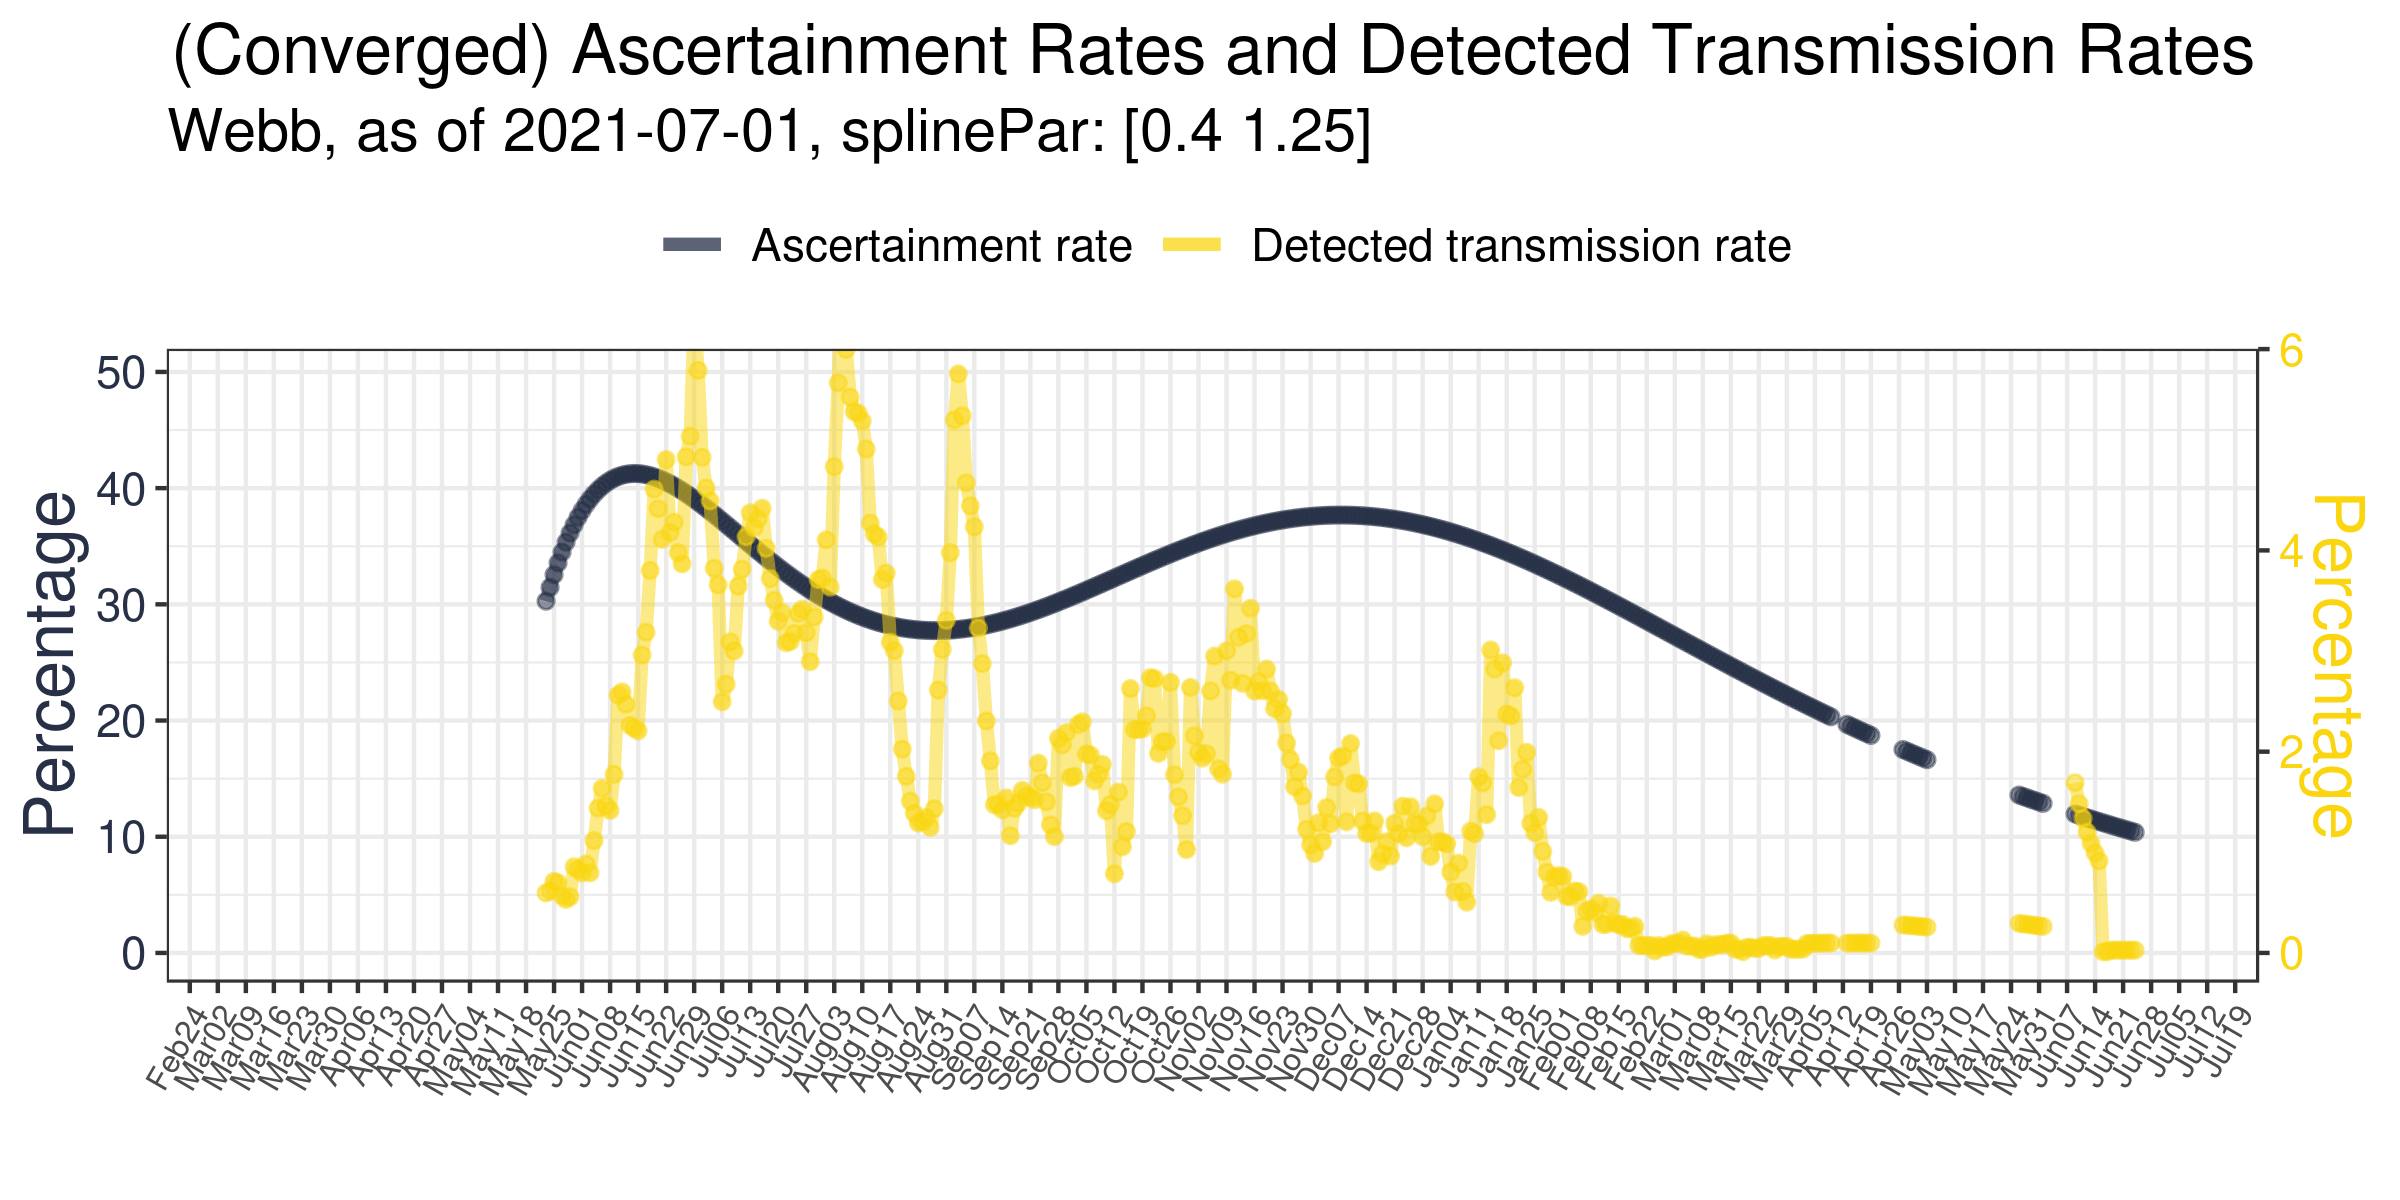 (Converged) Ascertainment Rates and Detected Transmission Rates
Webb, as of 2021-07-01, splinePar: [0.4 1.25]
Ascertainment rate
Detected transmission rate
Percentage
50
40
30
20
10
0
6
4
2
0
Percentage
Feb24
Mar02
Mar09
Mar16
Mar23
Mar30
Apr06
Apr13
Apr20
Apr27
May04
May11
May18
May25
Jun01
Jun08
Jun15
Jun22
Jun29
Jul06
Jul13
Jul20
Jul27
Aug03
Aug10
Aug17
Aug24
Aug31
Sep07
Sep14
Sep21
Sep28
Oct05
Oct12
Oct19
Oct26
Nov02
Nov09
Nov16
Nov23
Nov30
Dec07
Dec14
Dec21
Dec28
Jan04
Jan11
Jan18
Jan25
Feb01
Feb08
Feb15
Feb22
Mar01
Mar08
Mar15
Mar22
Mar29
Apr05
Apr12
Apr19
Apr26
May03
May10
May17
May24
May31
Jun07
Jun14
Jun21
Jun28
Jul05
Jul12
Jul19